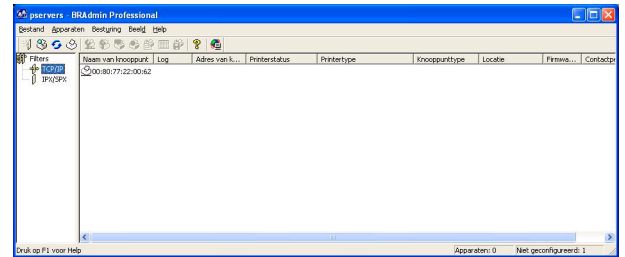 pservers - BRAdmin Professional
Bestand Apparaten Besturing Beeld Help
Filters
TCP/IP
IPX/SPX
Naam van knooppunt Log Adres van k... Printerstatus Printertype Knooppunttype Locatie Firmwa... Contactpe
00:80:77:22:00:62
Druk op F1 voor Help Apparaten: 0 Niet geconfigureerd: 1